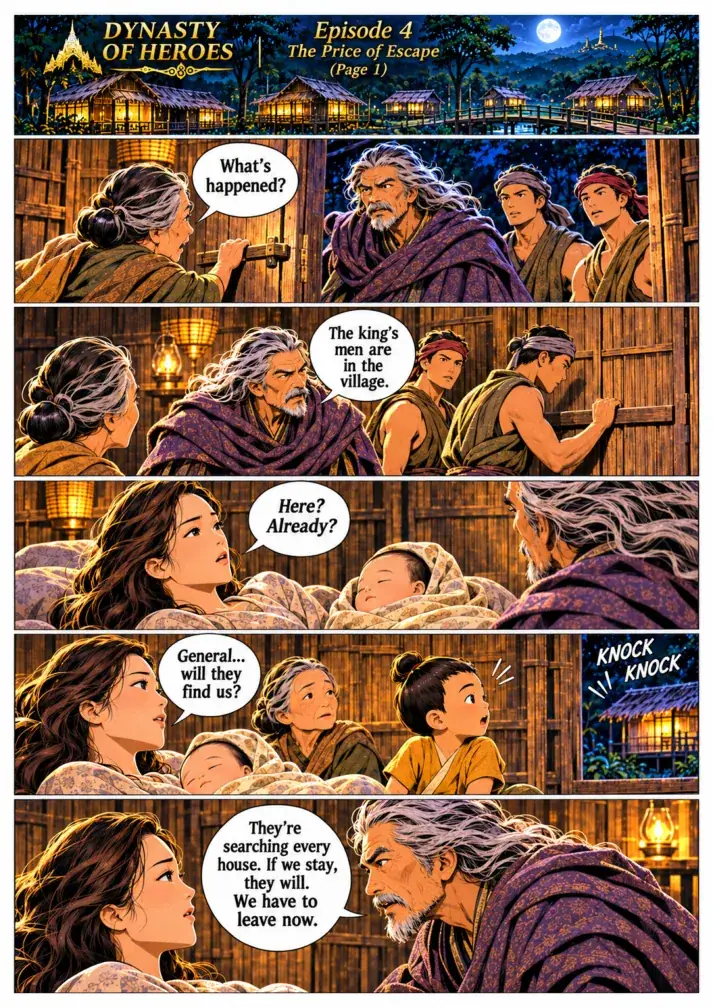 DYNASTY
OF HEROES
Episode 4
The Price of Escape
(Page 1)
What's
happened?
The king's
men are
in the
village.
Here?
Already?
General...
will they
find us?
KNOCK
KNOCK
They're
searching every
house. If we stay,
they will.
We have to
leave now.